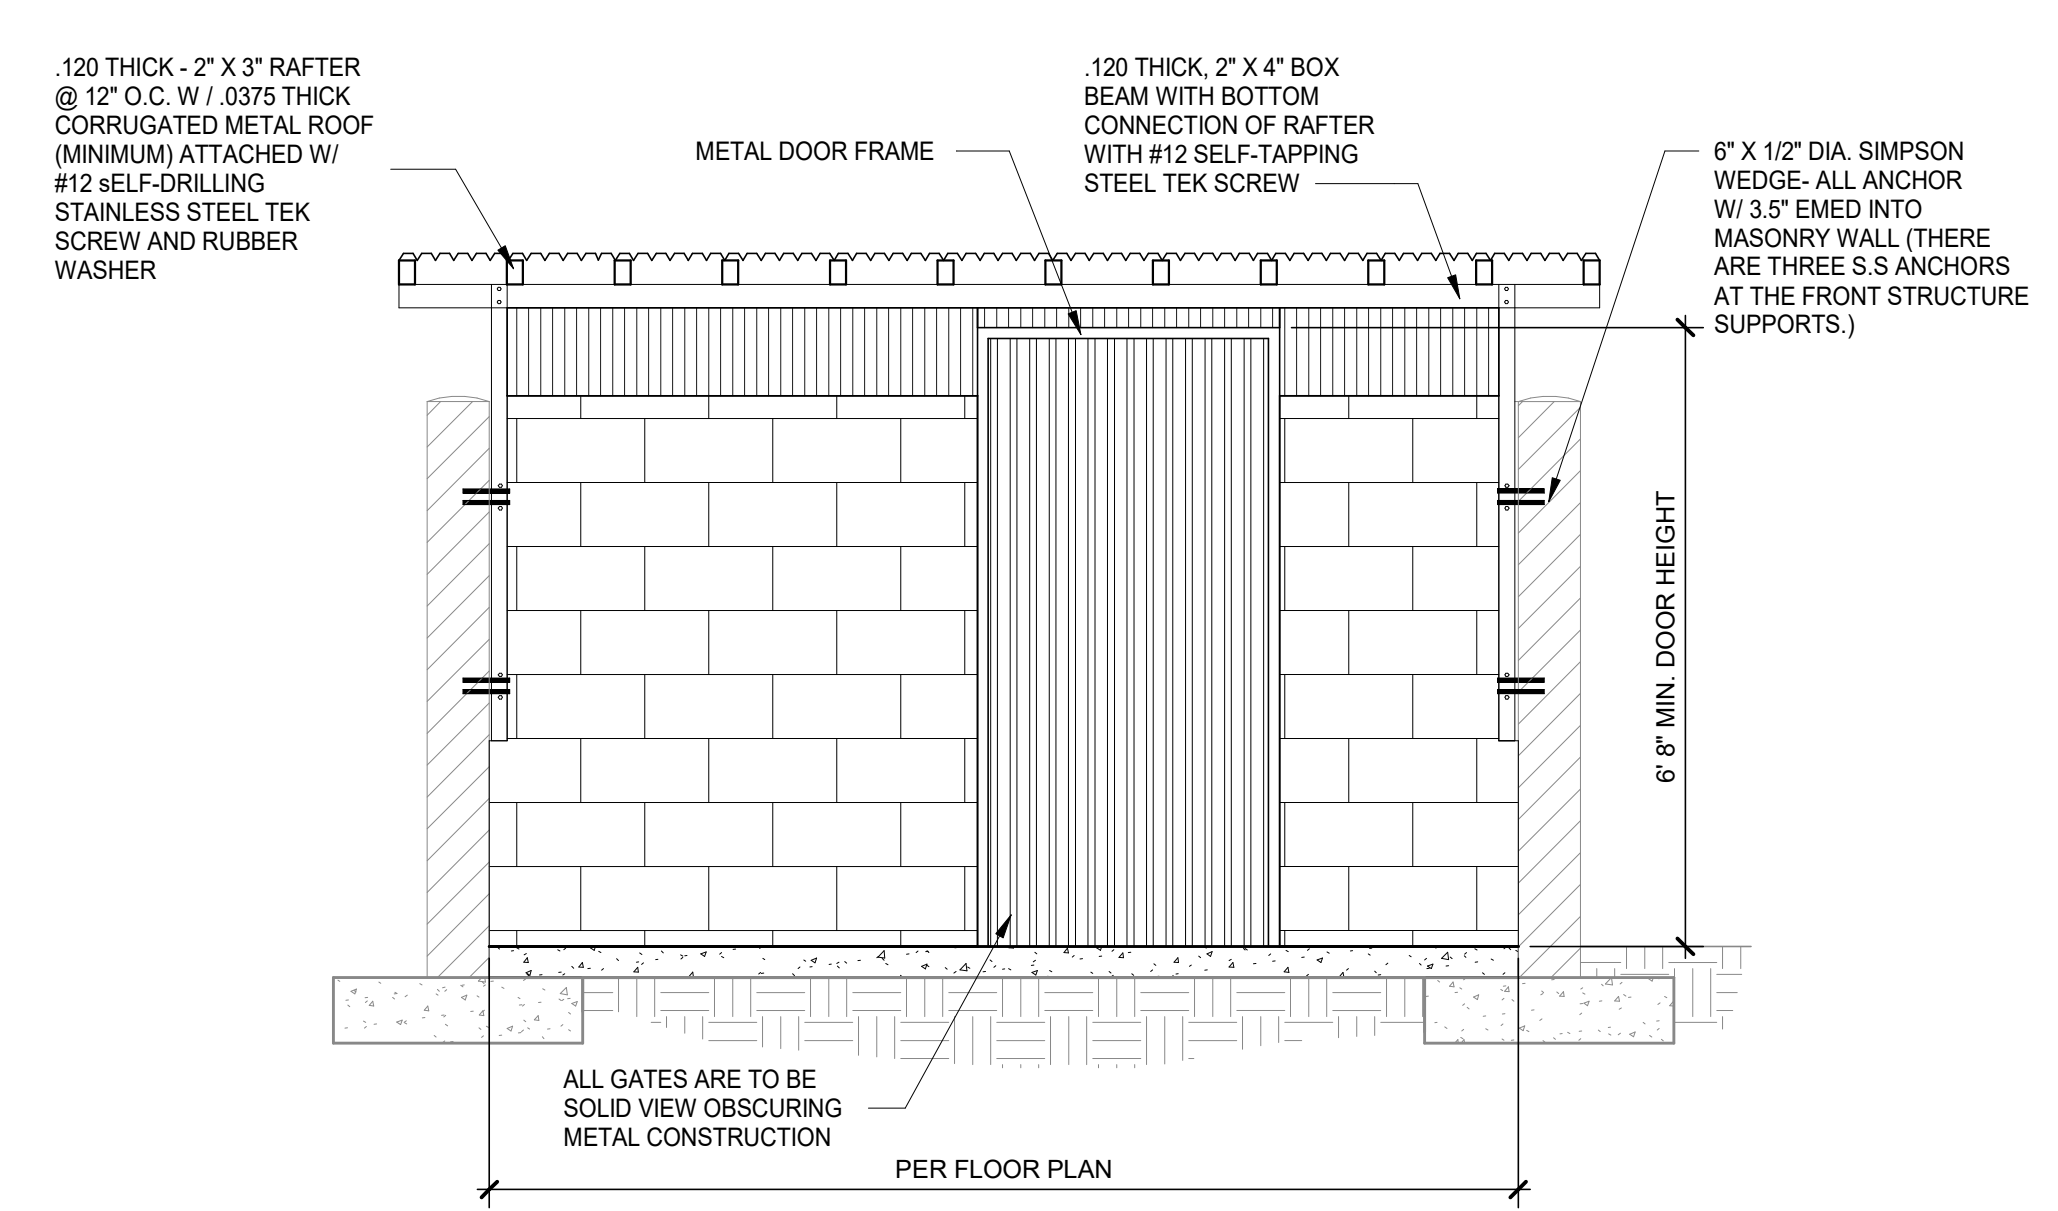 .120 THICK - 2" X 3" RAFTER
@ 12" O.C. W / .0375 THICK
CORRUGATED METAL ROOF
(MINIMUM) ATTACHED W/
#12 sELF-DRILLING
STAINLESS STEEL TEK
SCREW AND RUBBER
WASHER
METAL DOOR FRAME
.120 THICK, 2" X 4" BOX
BEAM WITH BOTTOM
CONNECTION OF RAFTER
WITH #12 SELF-TAPPING
STEEL TEK SCREW
6" X 1/2" DIA. SIMPSON
WEDGE- ALL ANCHOR
W/ 3.5" EMED INTO
MASONRY WALL (THERE
ARE THREE S.S ANCHORS
AT THE FRONT STRUCTURE
SUPPORTS.)
6' 8" MIN. DOOR HEIGHT
ALL GATES ARE TO BE
SOLID VIEW OBSCURING
METAL CONSTRUCTION
PER FLOOR PLAN